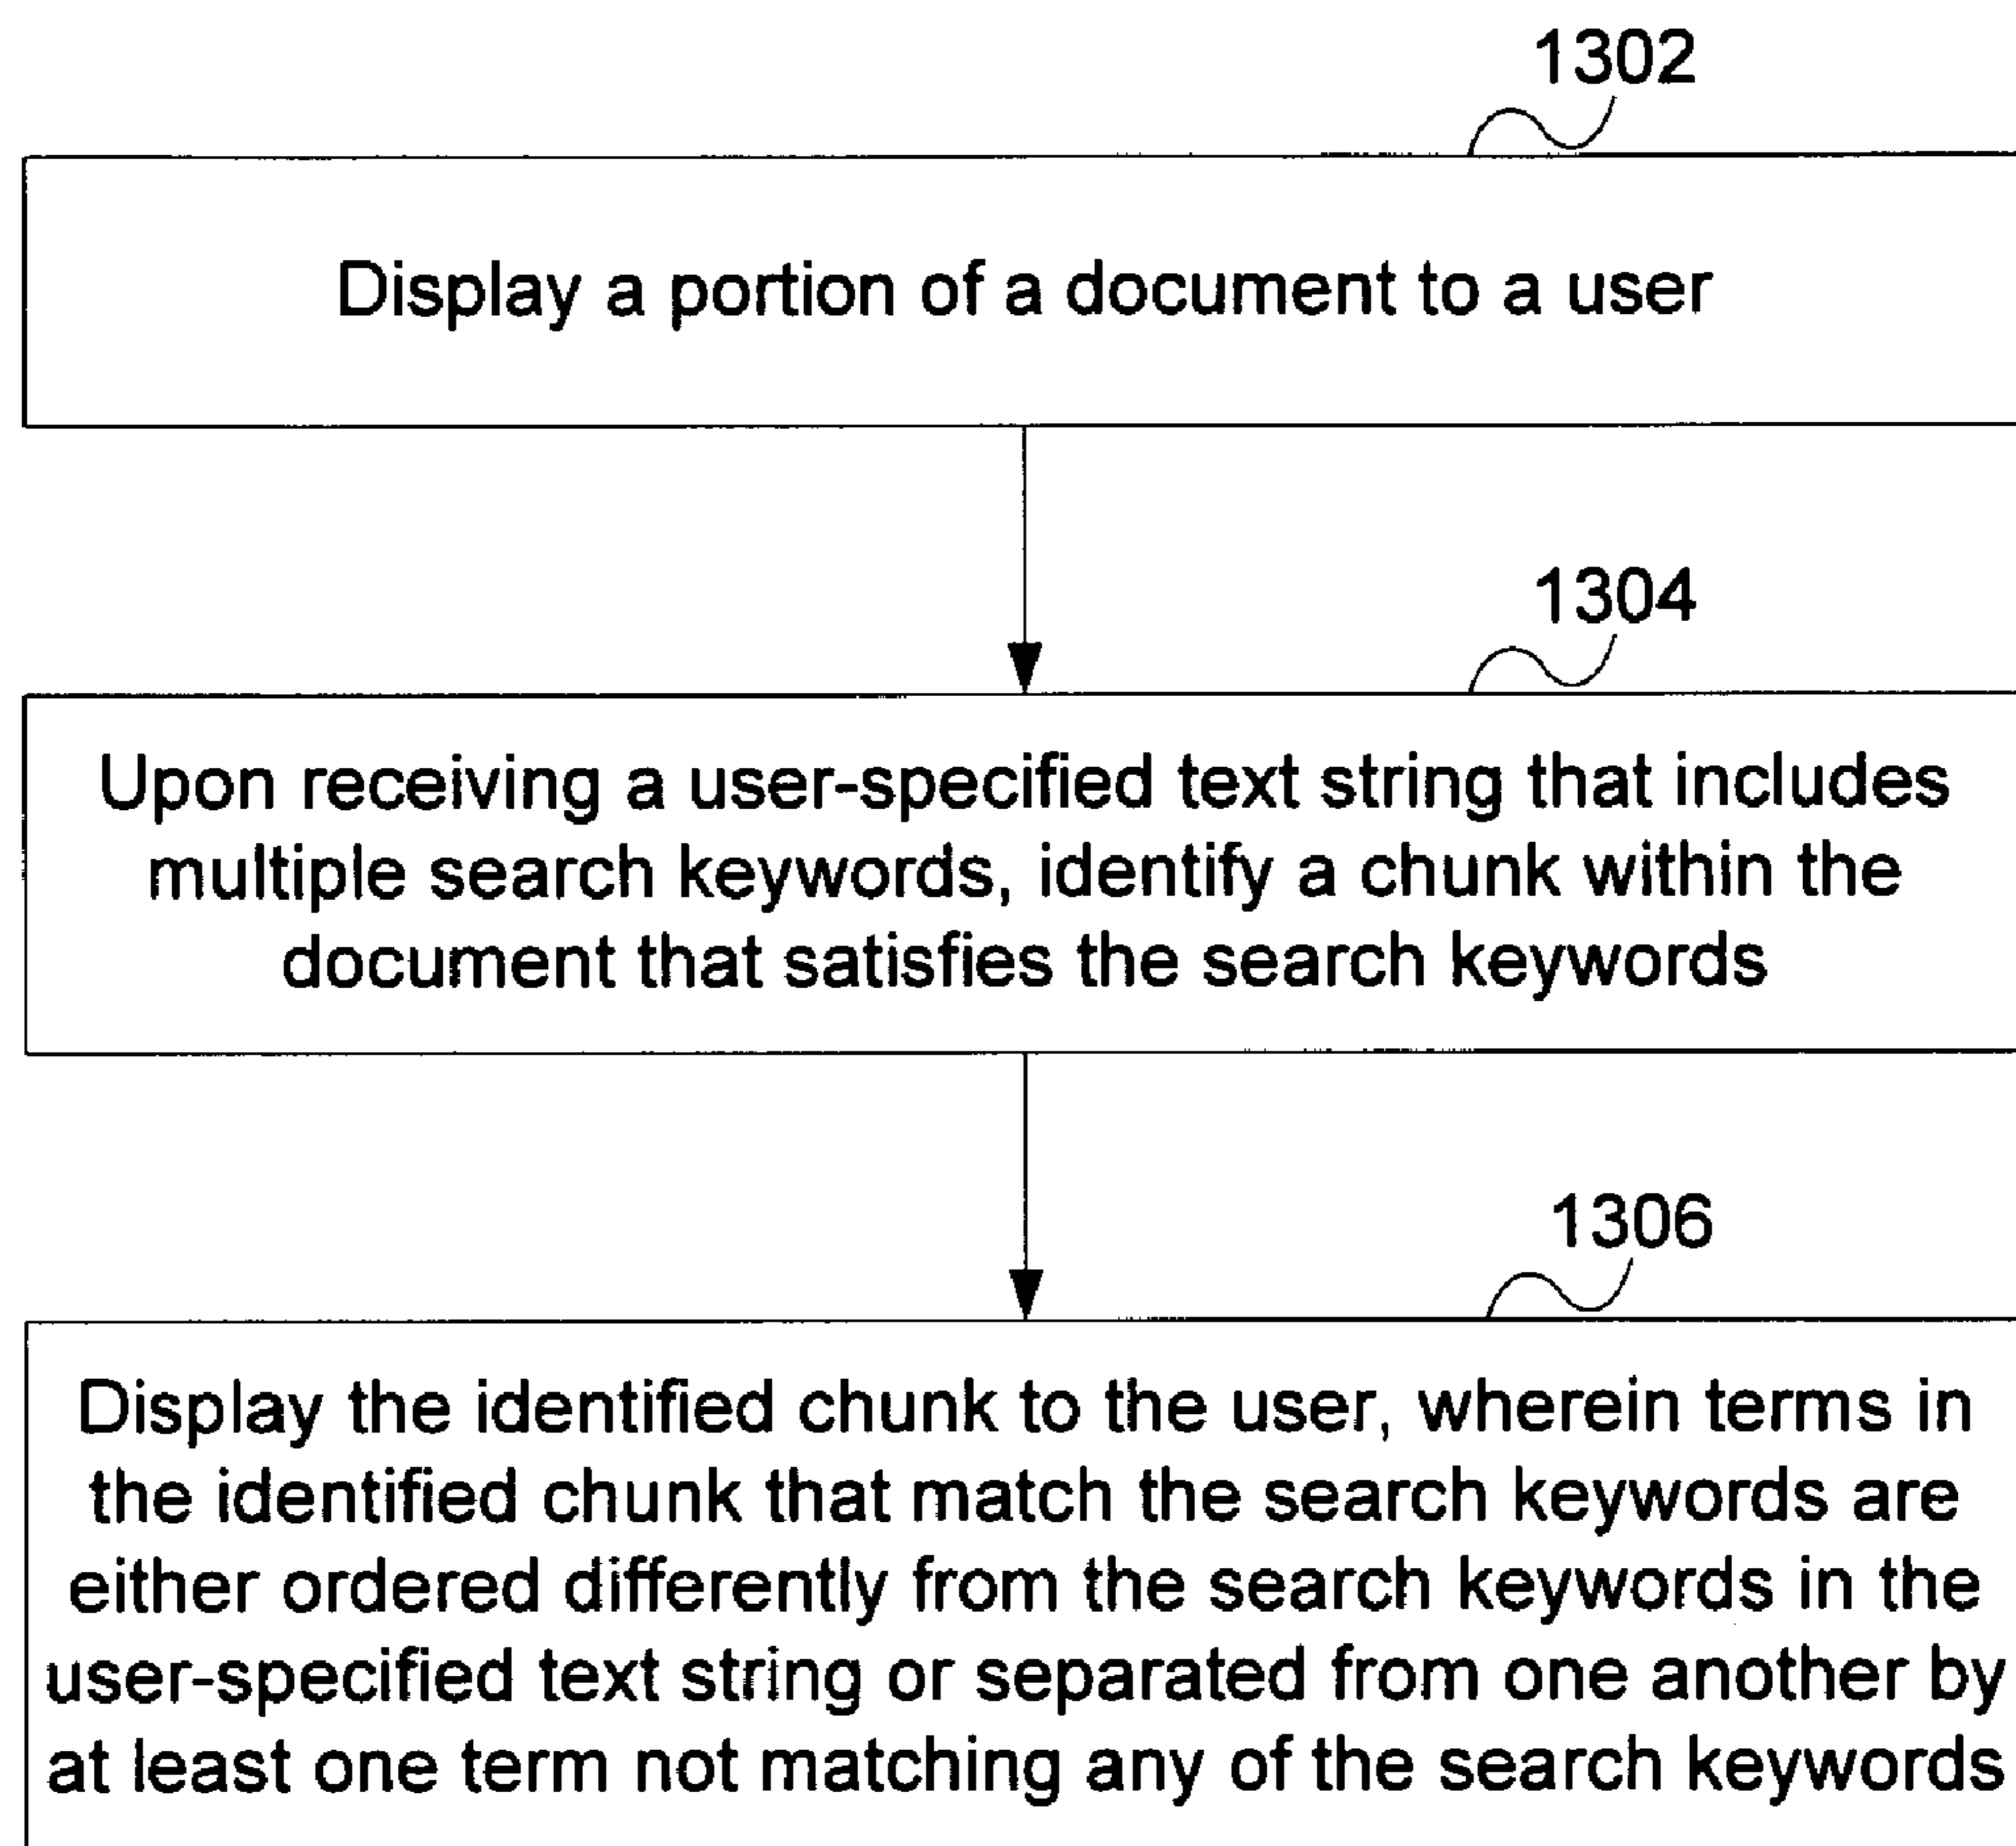 1302
Display a portion of a document to a user
1304
Upon receiving a user-specified text string that includes
multiple search keywords, identify a chunk within the
document that satisfies the search keywords
1306
Display the identified chunk to the user, wherein terms in
the identified chunk that match the search keywords are
either ordered differently from the search keywords in the
user-specified text string or separated from one another by
at least one term not matching any of the search keywords